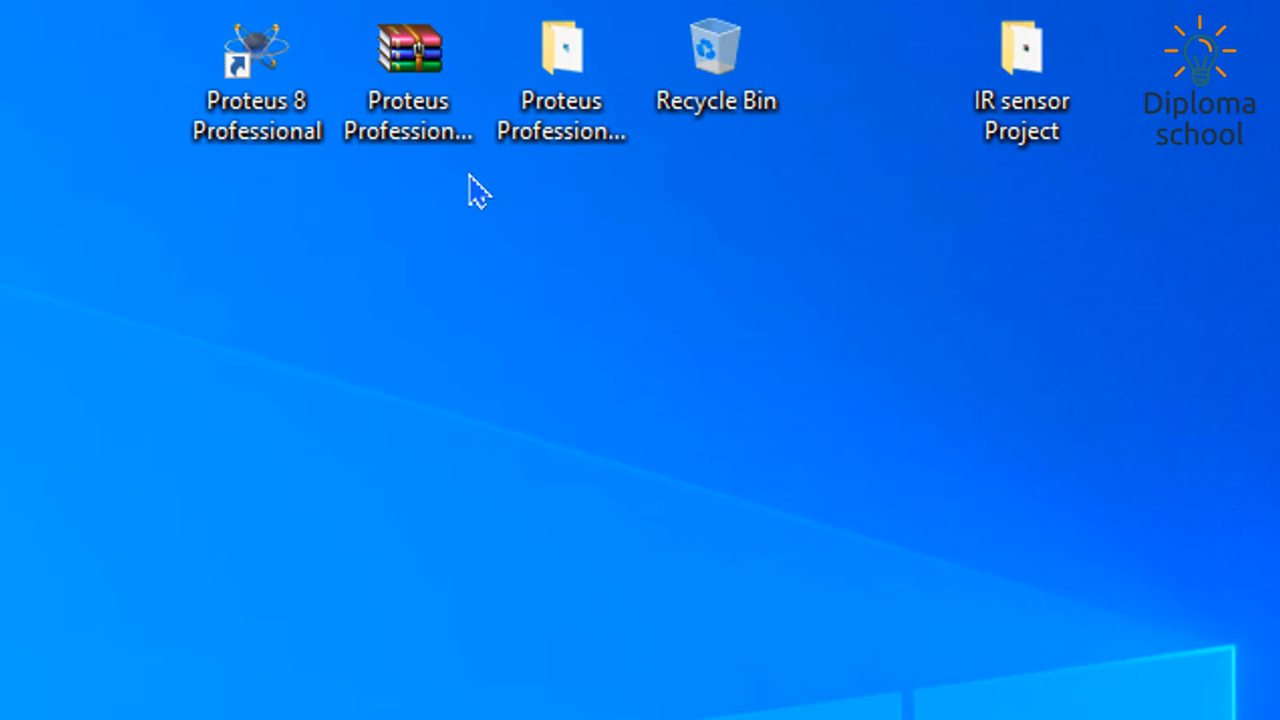 Proteus 8
Professional
Proteus
Profession...
Proteus
Profession...
Recycle Bin
IR sensor
Project
Diploma
school